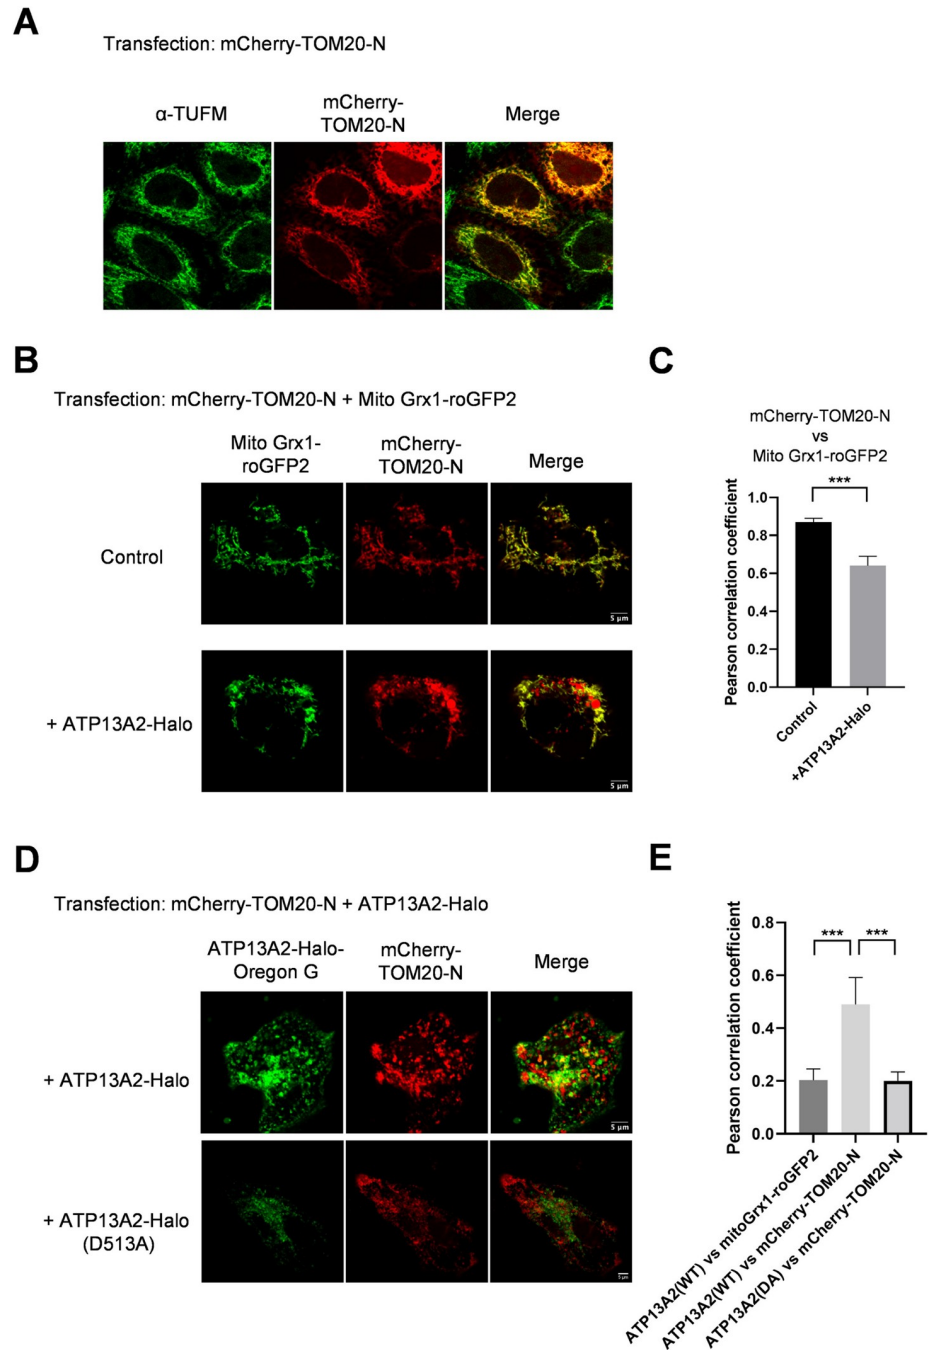 A
Transfection: mCherry-TOM20-N
α-TUFM
mCherry-
TOM20-N
Merge
B
Transfection: mCherry-TOM20-N + Mito Grx1-roGFP2
Mito Grx1-
roGFP2
mCherry-
TOM20-N
Merge
Control
5 µm
+ ATP13A2-Halo
5 µm
C
mCherry-TOM20-N
vs
Mito Grx1-roGFP2
***
Pearson correlation coefficient
1.0
0.8
0.6
0.4
0.2
0.0
Control
+ATP13A2-Halo
D
Transfection: mCherry-TOM20-N + ATP13A2-Halo
ATP13A2-Halo-
Oregon G
mCherry-
TOM20-N
Merge
+ ATP13A2-Halo
5 µm
+ ATP13A2-Halo
(D513A)
5 µm
E
Pearson correlation coefficient
0.8
0.6
0.4
0.2
0.0
***
***
ATP13A2(WT) vs mitoGrx1-roGFP2
ATP13A2(WT) vs mCherry-TOM20-N
ATP13A2(DA) vs mCherry-TOM20-N